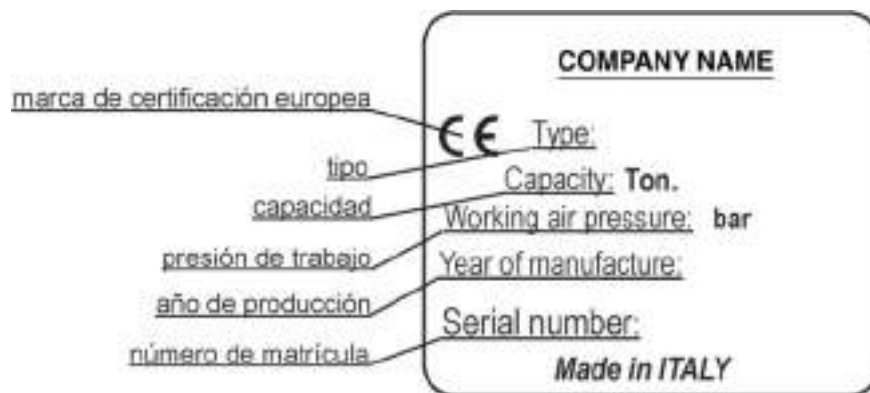 COMPANY NAME
marca de certificación europea
CE Type:
tipo
Capacity: Ton.
capacidad
Working air pressure: bar
presión de trabajo
Year of manufacture:
año de producción
Serial number:
número de matrícula
Made in ITALY